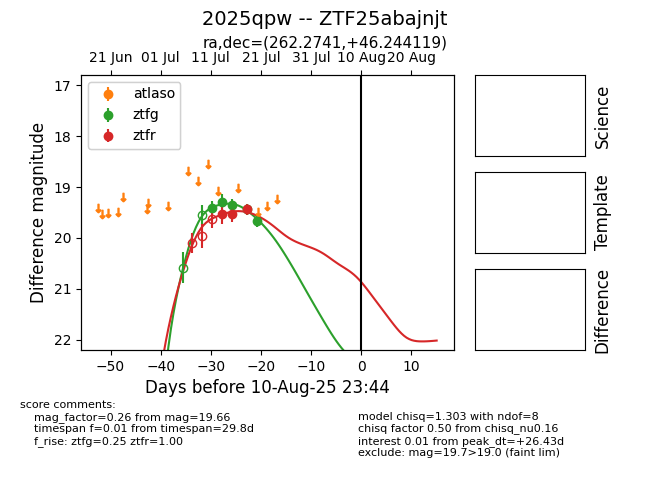 2025qpw -- ZTF25abajnjt
ra,dec=(262.2741,+46.244119)
21 Jun 01 Jul 11 Jul 21 Jul 31 Jul 10 Aug 20 Aug
atlaso
ztfg
ztfr
17
18
19
20
21
22
Difference magnitude
−50 −40 −30 −20 −10 0 10
Days before 10-Aug-25 23:44
Science
Template
Difference
score comments:
mag_factor=0.26 from mag=19.66
timespan f=0.01 from timespan=29.8d
f_rise: ztfg=0.25 ztfr=1.00
model chisq=1.303 with ndof=8
chisq factor 0.50 from chisq_nu0.16
interest 0.01 from peak_dt=+26.43d
exclude: mag=19.7>19.0 (faint lim)